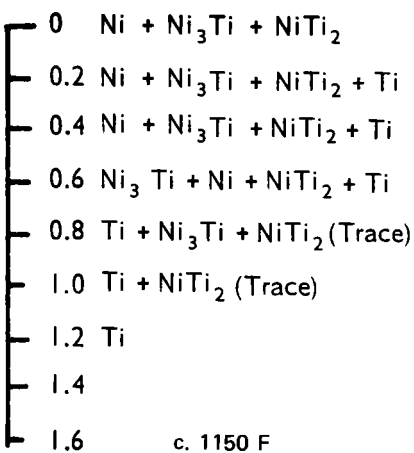 0 Ni + Ni₃Ti + NiTi₂
0.2 Ni + Ni₃Ti + NiTi₂ + Ti
0.4 Ni + Ni₃Ti + NiTi₂ + Ti
0.6 Ni₃ Ti + Ni + NiTi₂ + Ti
0.8 Ti + Ni₃Ti + NiTi₂ (Trace)
1.0 Ti + NiTi₂ (Trace)
1.2 Ti
1.4
1.6 c. 1150 F